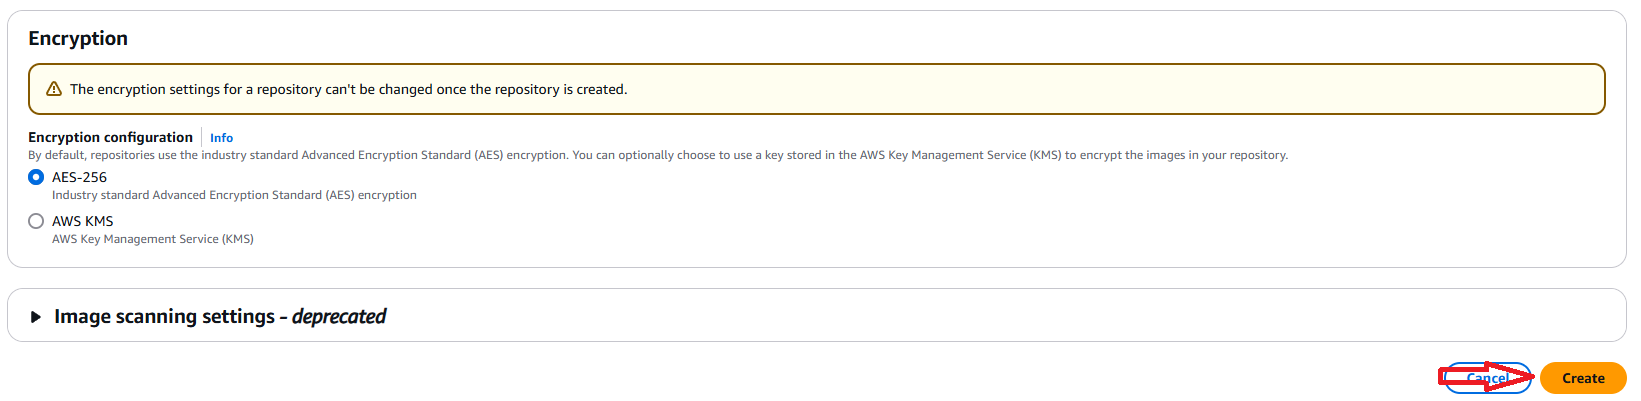 Encryption
The encryption settings for a repository can't be changed once the repository is created.
Encryption configuration Info
By default, repositories use the industry standard Advanced Encryption Standard (AES) encryption. You can optionally choose to use a key stored in the AWS Key Management Service (KMS) to encrypt the images in your repository.
AES-256
Industry standard Advanced Encryption Standard (AES) encryption
AWS KMS
AWS Key Management Service (KMS)
Image scanning settings - deprecated
Cancel Create